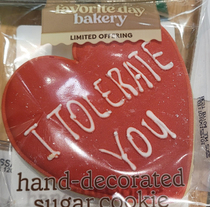 favorite day
bakery
LIMITED OFFERING
I TOLERATE
YOU
hand-decorated
sugar cookie